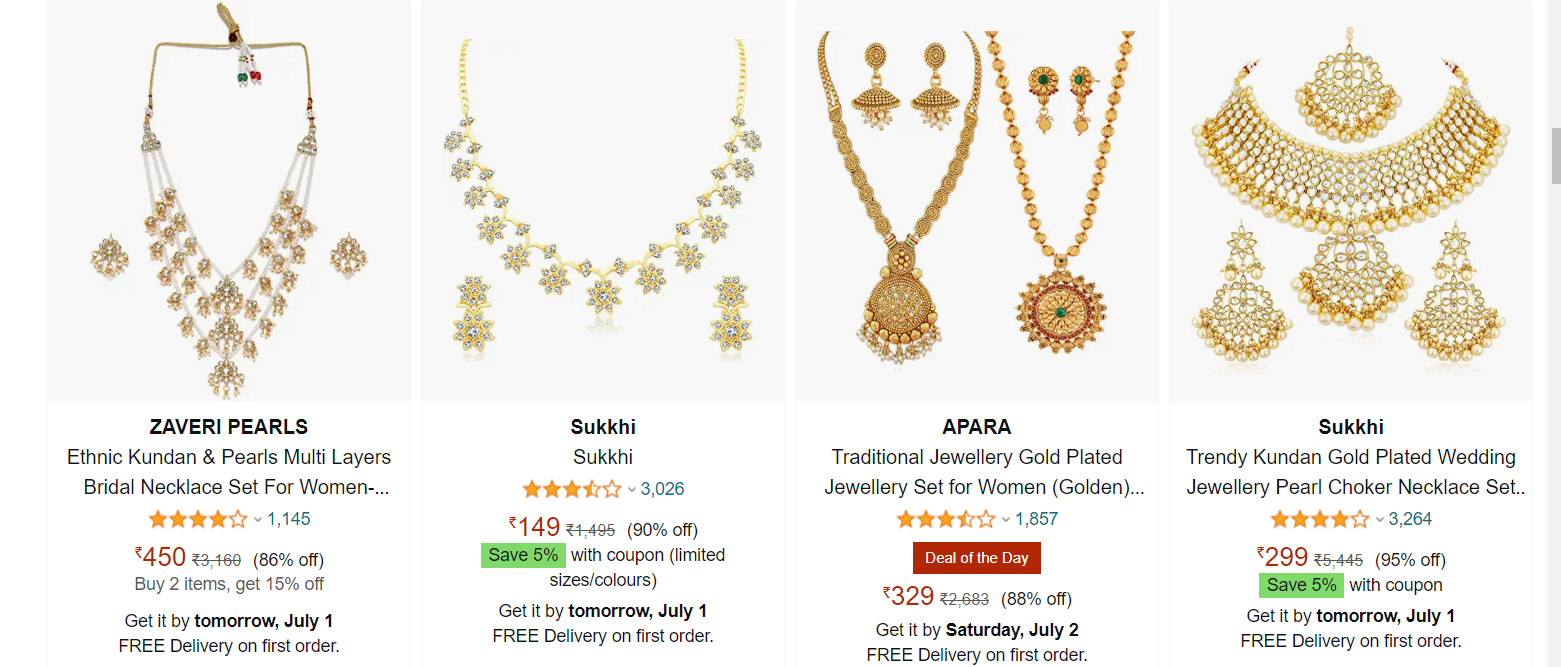 ZAVERI PEARLS
Ethnic Kundan & Pearls Multi Layers
Bridal Necklace Set For Women-...
1,145
₹450 ₹3,160 (86% off)
Buy 2 items, get 15% off
Get it by tomorrow, July 1
FREE Delivery on first order.
Sukkhi
Sukkhi
3,026
₹149 ₹1,495 (90% off)
Save 5% with coupon (limited
sizes/colours)
Get it by tomorrow, July 1
FREE Delivery on first order.
APARA
Traditional Jewellery Gold Plated
Jewellery Set for Women (Golden)...
1,857
Deal of the Day
₹329 ₹2,683 (88% off)
Get it by Saturday, July 2
FREE Delivery on first order.
Sukkhi
Trendy Kundan Gold Plated Wedding
Jewellery Pearl Choker Necklace Set..
3,264
₹299 ₹5,445 (95% off)
Save 5% with coupon
Get it by tomorrow, July 1
FREE Delivery on first order.